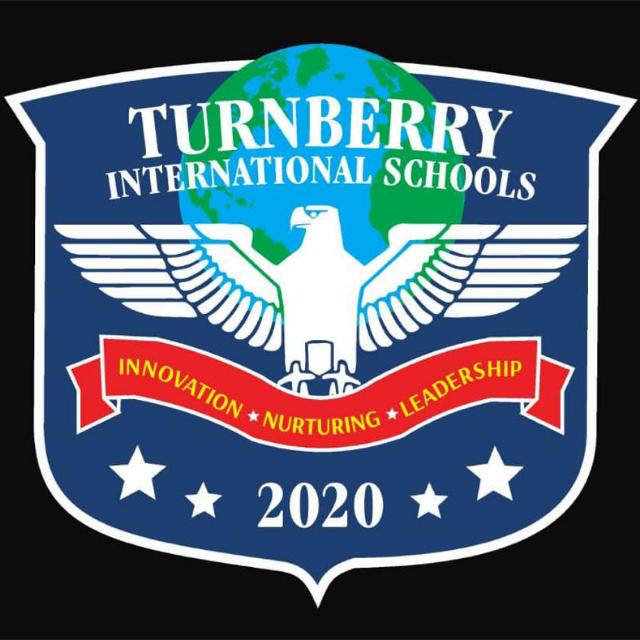 TURNBERRY
INTERNATIONAL SCHOOLS
INNOVATION ★ NURTURING ★ LEADERSHIP
2020